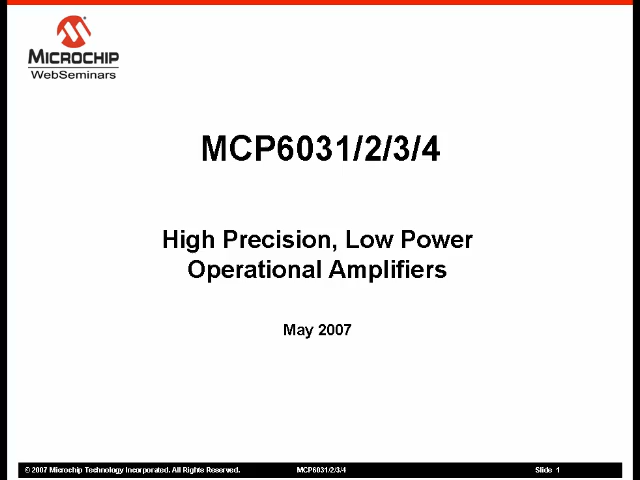 MICROCHIP
WebSeminars
MCP6031/2/3/4
High Precision, Low Power
Operational Amplifiers
May 2007
© 2007 Microchip Technology Incorporated. All Rights Reserved. MCP6031/2/3/4 Slide 1